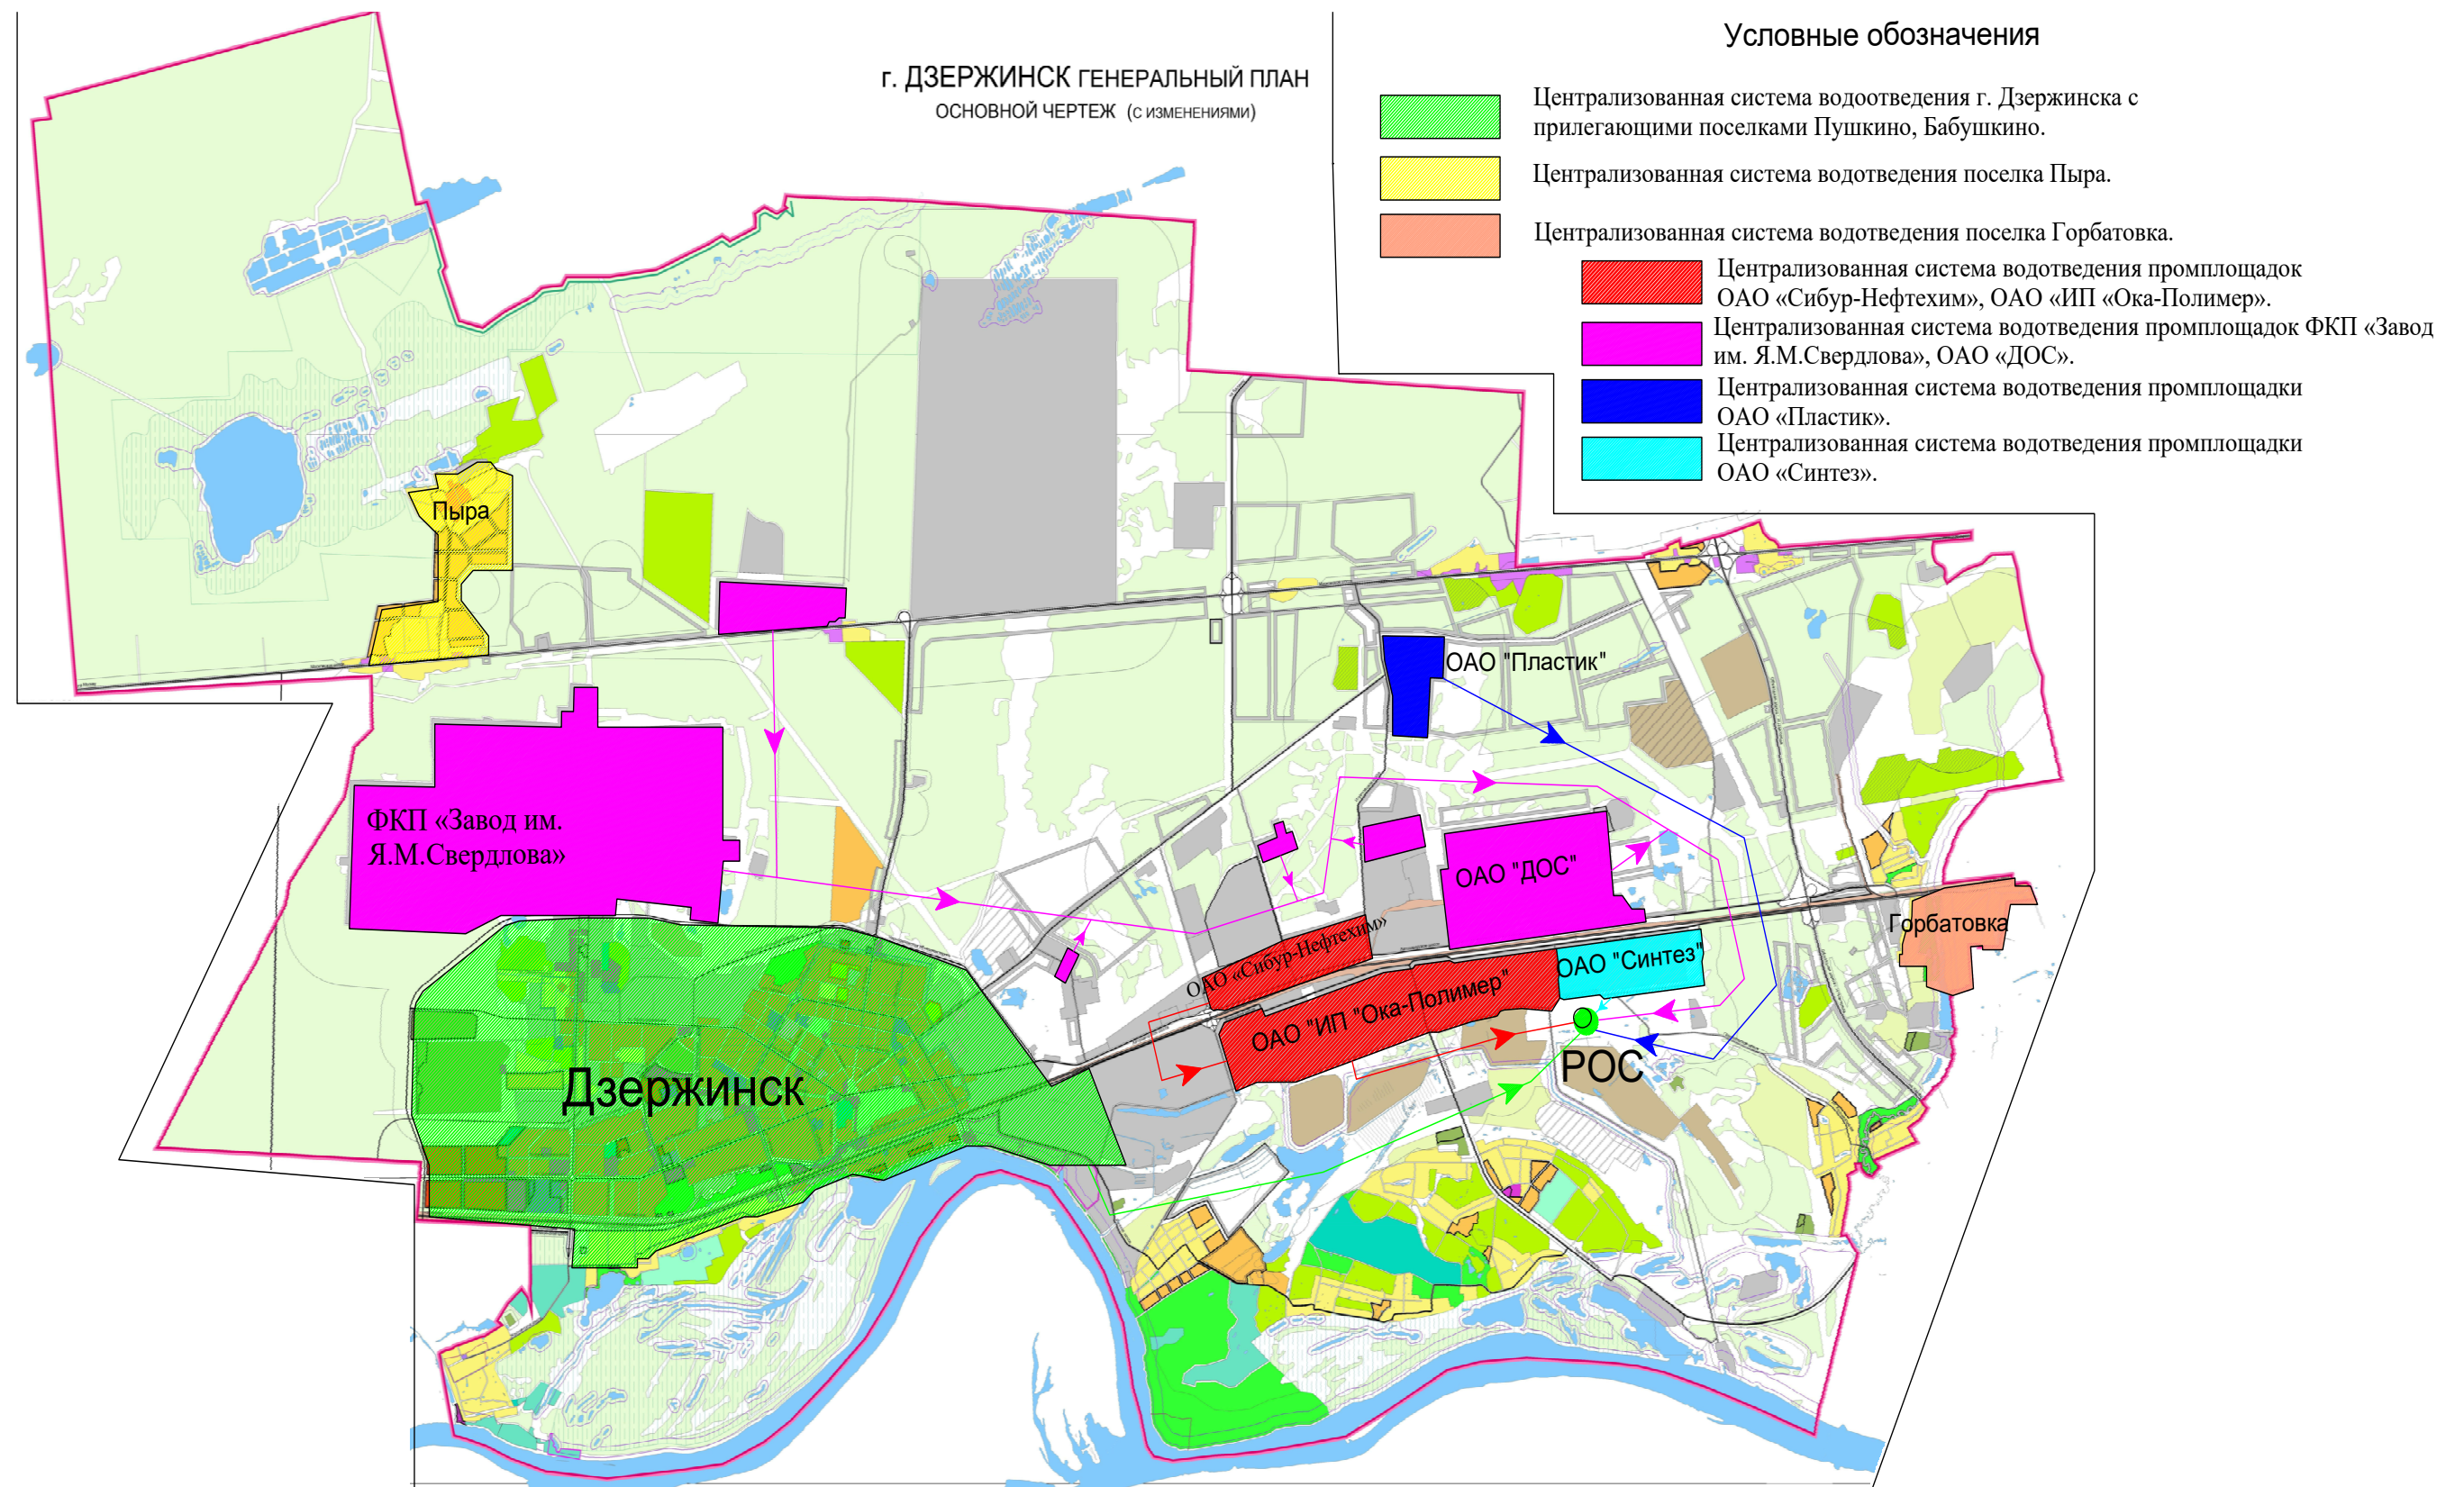 Условные обозначения
г. ДЗЕРЖИНСК ГЕНЕРАЛЬНЫЙ ПЛАН
ОСНОВНОЙ ЧЕРТЕЖ (С ИЗМЕНЕНИЯМИ)
Централизованная система водоотведения г. Дзержинска с
прилегающими поселками Пушкино, Бабушкино.
Централизованная система водотведения поселка Пыра.
Централизованная система водотведения поселка Горбатовка.
Централизованная система водотведения промплощадок
ОАО «Сибур-Нефтехим», ОАО «ИП «Ока-Полимер».
Централизованная система водотведения промплощадок ФКП «Завод
им. Я.М.Свердлова», ОАО «ДОС».
Централизованная система водотведения промплощадки
ОАО «Пластик».
Централизованная система водотведения промплощадки
ОАО «Синтез».
Пыра
ОАО "Пластик"
ФКП «Завод им.
Я.М.Свердлова»
ОАО "ДОС"
Горбатовка
ОАО «Сибур-Нефтехим»
ОАО "Синтез"
ОАО "ИП "Ока-Полимер"
РОС
Дзержинск